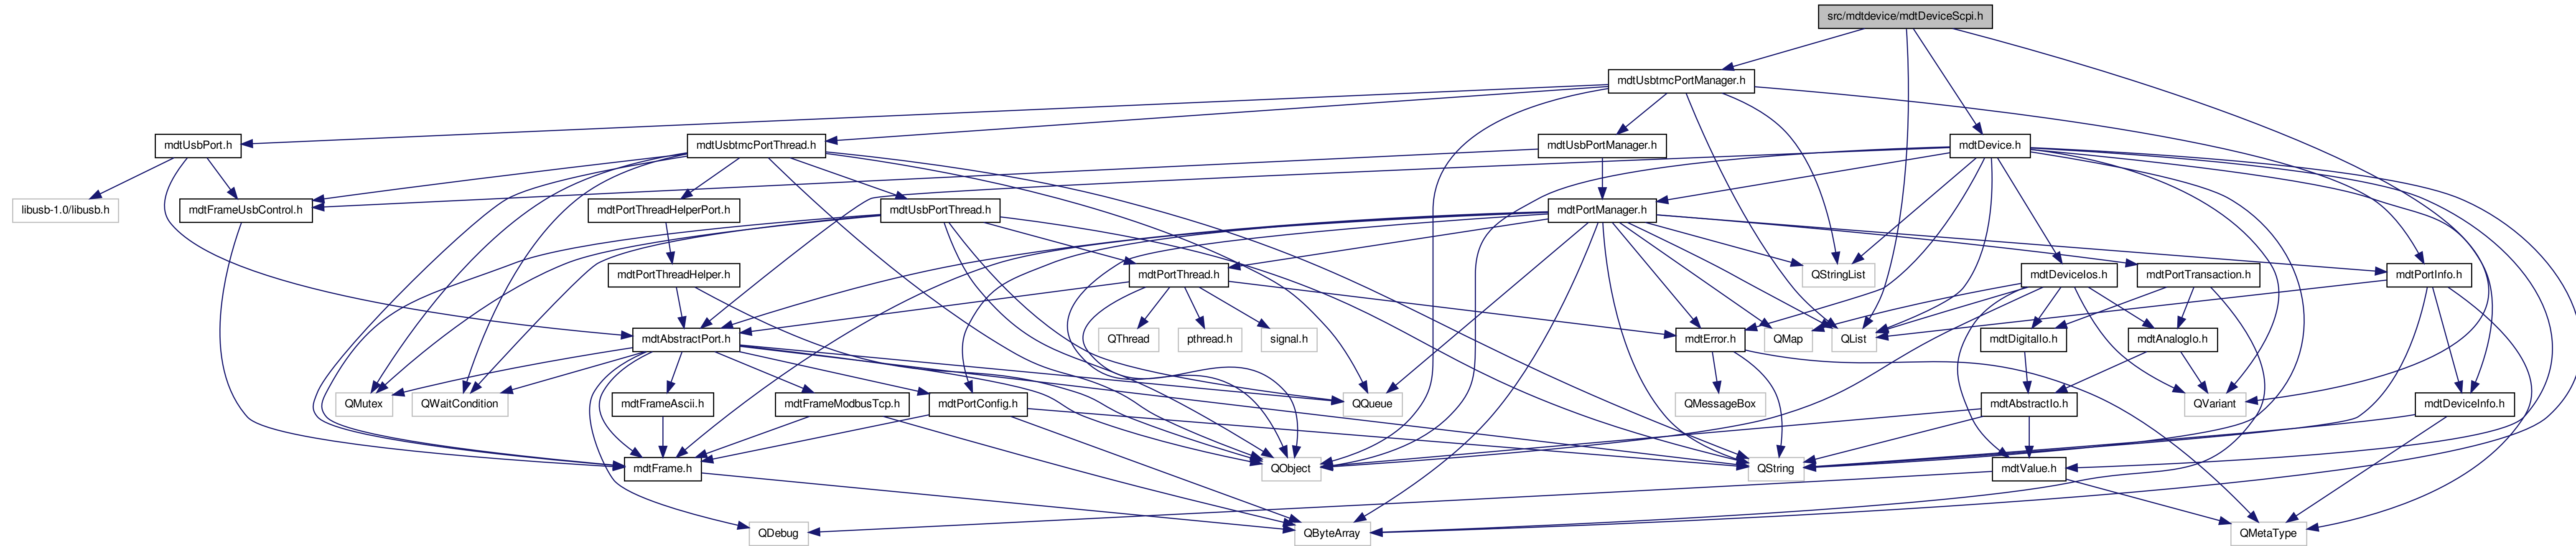 src/mdtdevice/mdtDeviceScpi.h
mdtUsbtmcPortManager.h
mdtUsbPort.h
mdtUsbtmcPortThread.h
mdtUsbPortManager.h
mdtDevice.h
libusb-1.0/libusb.h
mdtFrameUsbControl.h
mdtPortThreadHelperPort.h
mdtUsbPortThread.h
mdtPortManager.h
mdtPortThreadHelper.h
mdtPortThread.h
QStringList
mdtDeviceIos.h
mdtPortTransaction.h
mdtPortInfo.h
mdtAbstractPort.h
QThread
pthread.h
signal.h
mdtError.h
QMap
QList
mdtDigitalIo.h
mdtAnalogIo.h
QMutex
QWaitCondition
mdtFrameAscii.h
mdtFrameModbusTcp.h
mdtPortConfig.h
QQueue
QMessageBox
mdtAbstractIo.h
QVariant
mdtDeviceInfo.h
mdtFrame.h
QObject
QString
mdtValue.h
QDebug
QByteArray
QMetaType